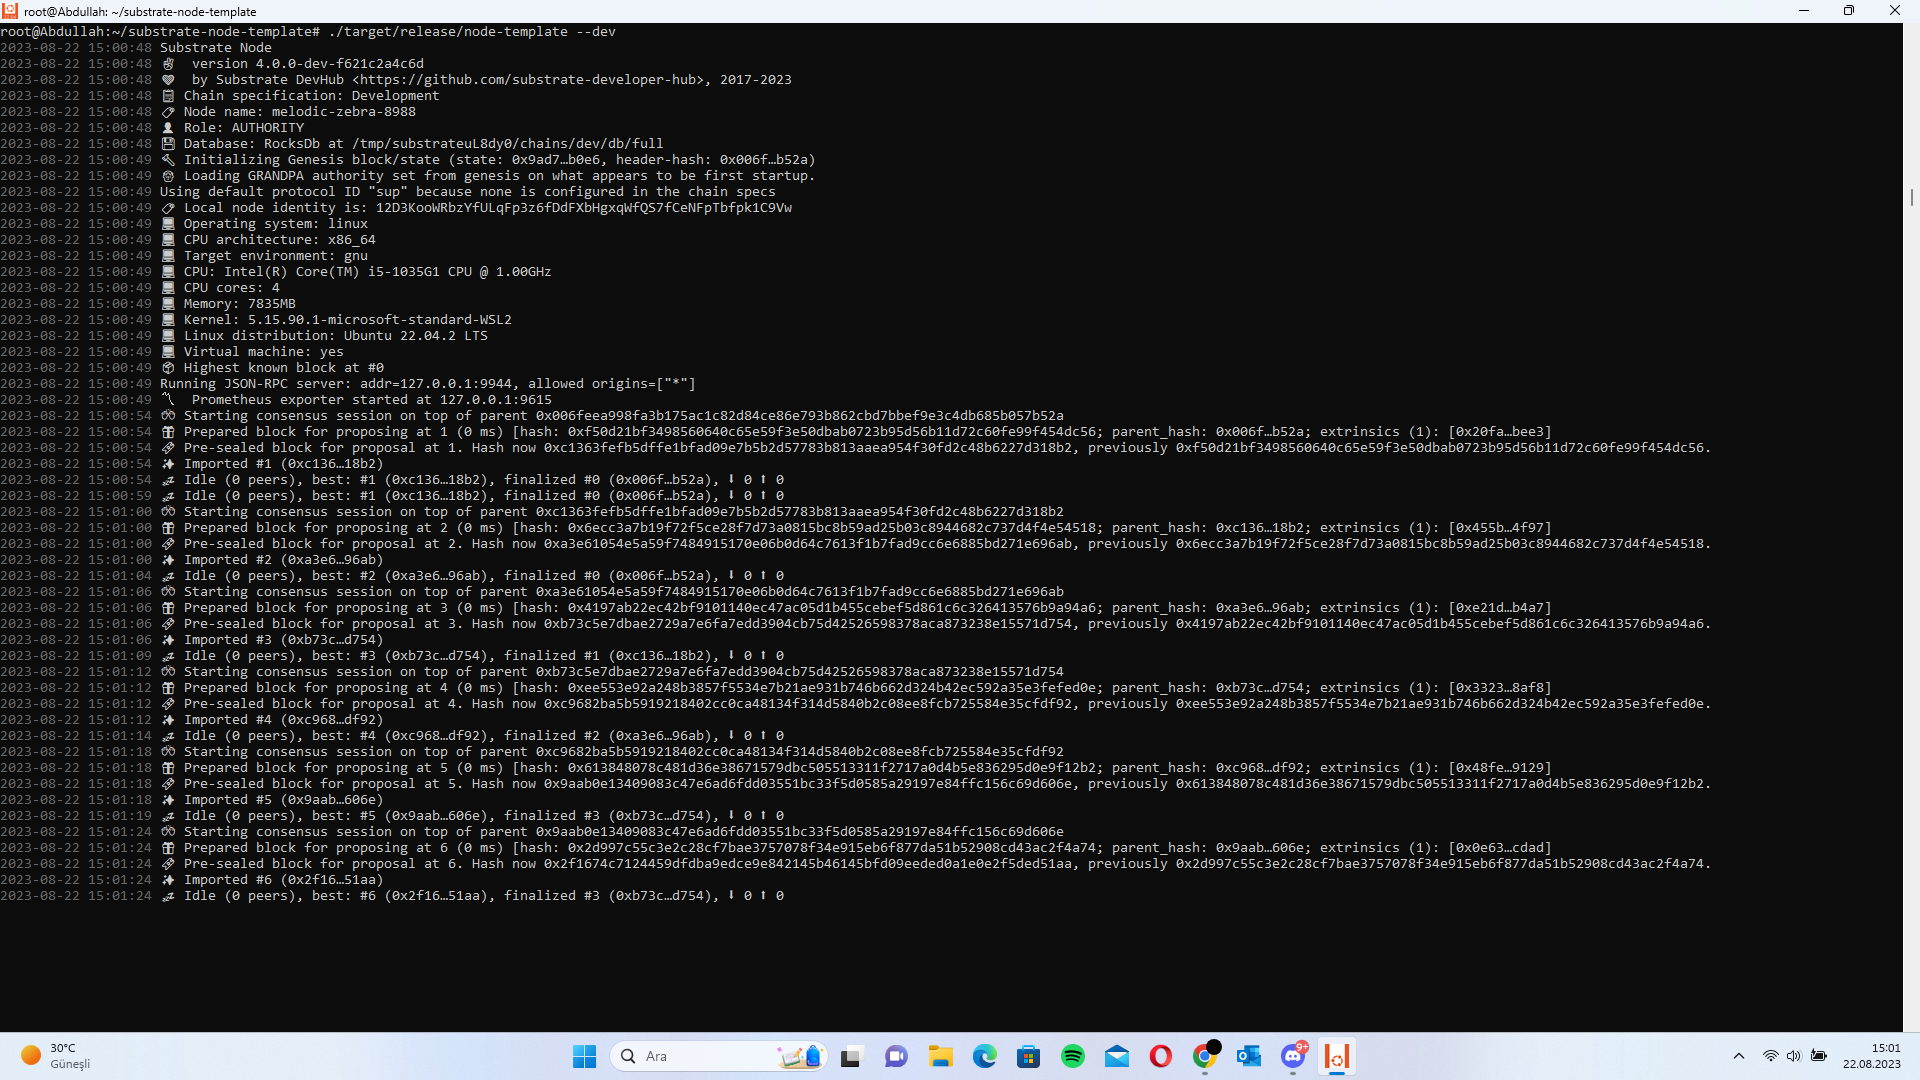 root@Abdullah: ~/substrate-node-template
root@Abdullah:~/substrate-node-template# ./target/release/node-template --dev
2023-08-22 15:00:48 Substrate Node
2023-08-22 15:00:48 ✌️ version 4.0.0-dev-f621c2a4c6d
2023-08-22 15:00:48 ❤️ by Substrate DevHub <https://github.com/substrate-developer-hub>, 2017-2023
2023-08-22 15:00:48 📋 Chain specification: Development
2023-08-22 15:00:48 🏷 Node name: melodic-zebra-8988
2023-08-22 15:00:48 👤 Role: AUTHORITY
2023-08-22 15:00:48 💾 Database: RocksDb at /tmp/substrateuL8dy0/chains/dev/db/full
2023-08-22 15:00:49 🔨 Initializing Genesis block/state (state: 0x9ad7…b0e6, header-hash: 0x006f…b52a)
2023-08-22 15:00:49 👴 Loading GRANDPA authority set from genesis on what appears to be first startup.
2023-08-22 15:00:49 Using default protocol ID "sup" because none is configured in the chain specs
2023-08-22 15:00:49 🏷 Local node identity is: 12D3KooWRbzYfULqFp3z6fDdFXbHgxqWfQS7fCeNFpTbfpk1C9Vw
2023-08-22 15:00:49 💻 Operating system: linux
2023-08-22 15:00:49 💻 CPU architecture: x86_64
2023-08-22 15:00:49 💻 Target environment: gnu
2023-08-22 15:00:49 💻 CPU: Intel(R) Core(TM) i5-1035G1 CPU @ 1.00GHz
2023-08-22 15:00:49 💻 CPU cores: 4
2023-08-22 15:00:49 💻 Memory: 7835MB
2023-08-22 15:00:49 💻 Kernel: 5.15.90.1-microsoft-standard-WSL2
2023-08-22 15:00:49 💻 Linux distribution: Ubuntu 22.04.2 LTS
2023-08-22 15:00:49 💻 Virtual machine: yes
2023-08-22 15:00:49 📦 Highest known block at #0
2023-08-22 15:00:49 Running JSON-RPC server: addr=127.0.0.1:9944, allowed origins=["*"]
2023-08-22 15:00:49 〽️ Prometheus exporter started at 127.0.0.1:9615
2023-08-22 15:00:54 🙌 Starting consensus session on top of parent 0x006feea998fa3b175ac1c82d84ce86e793b862cbd7bbef9e3c4db685b057b52a
2023-08-22 15:00:54 🎁 Prepared block for proposing at 1 (0 ms) [hash: 0xf50d21bf3498560640c65e59f3e50dbab0723b95d56b11d72c60fe99f454dc56; parent_hash: 0x006f…b52a; extrinsics (1): [0x20fa…bee3]
2023-08-22 15:00:54 🔖 Pre-sealed block for proposal at 1. Hash now 0xc1363fefb5dffe1bfad09e7b5b2d57783b813aaea954f30fd2c48b6227d318b2, previously 0xf50d21bf3498560640c65e59f3e50dbab0723b95d56b11d72c60fe99f454dc56.
2023-08-22 15:00:54 ✨ Imported #1 (0xc136…18b2)
2023-08-22 15:00:54 💤 Idle (0 peers), best: #1 (0xc136…18b2), finalized #0 (0x006f…b52a), ⬇ 0 ⬆ 0
2023-08-22 15:00:59 💤 Idle (0 peers), best: #1 (0xc136…18b2), finalized #0 (0x006f…b52a), ⬇ 0 ⬆ 0
2023-08-22 15:01:00 🙌 Starting consensus session on top of parent 0xc1363fefb5dffe1bfad09e7b5b2d57783b813aaea954f30fd2c48b6227d318b2
2023-08-22 15:01:00 🎁 Prepared block for proposing at 2 (0 ms) [hash: 0x6ecc3a7b19f72f5ce28f7d73a0815bc8b59ad25b03c8944682c737d4f4e54518; parent_hash: 0xc136…18b2; extrinsics (1): [0x455b…4f97]
2023-08-22 15:01:00 🔖 Pre-sealed block for proposal at 2. Hash now 0xa3e61054e5a59f7484915170e06b0d64c7613f1b7fad9cc6e6885bd271e696ab, previously 0x6ecc3a7b19f72f5ce28f7d73a0815bc8b59ad25b03c8944682c737d4f4e54518.
2023-08-22 15:01:00 ✨ Imported #2 (0xa3e6…96ab)
2023-08-22 15:01:04 💤 Idle (0 peers), best: #2 (0xa3e6…96ab), finalized #0 (0x006f…b52a), ⬇ 0 ⬆ 0
2023-08-22 15:01:06 🙌 Starting consensus session on top of parent 0xa3e61054e5a59f7484915170e06b0d64c7613f1b7fad9cc6e6885bd271e696ab
2023-08-22 15:01:06 🎁 Prepared block for proposing at 3 (0 ms) [hash: 0x4197ab22ec42bf9101140ec47ac05d1b455cebef5d861c6c326413576b9a94a6; parent_hash: 0xa3e6…96ab; extrinsics (1): [0xe21d…b4a7]
2023-08-22 15:01:06 🔖 Pre-sealed block for proposal at 3. Hash now 0xb73c5e7dbae2729a7e6fa7edd3904cb75d42526598378aca873238e15571d754, previously 0x4197ab22ec42bf9101140ec47ac05d1b455cebef5d861c6c326413576b9a94a6.
2023-08-22 15:01:06 ✨ Imported #3 (0xb73c…d754)
2023-08-22 15:01:09 💤 Idle (0 peers), best: #3 (0xb73c…d754), finalized #1 (0xc136…18b2), ⬇ 0 ⬆ 0
2023-08-22 15:01:12 🙌 Starting consensus session on top of parent 0xb73c5e7dbae2729a7e6fa7edd3904cb75d42526598378aca873238e15571d754
2023-08-22 15:01:12 🎁 Prepared block for proposing at 4 (0 ms) [hash: 0xee553e92a248b3857f5534e7b21ae931b746b662d324b42ec592a35e3fefed0e; parent_hash: 0xb73c…d754; extrinsics (1): [0x3323…8af8]
2023-08-22 15:01:12 🔖 Pre-sealed block for proposal at 4. Hash now 0xc9682ba5b5919218402cc0ca48134f314d5840b2c08ee8fcb725584e35cfdf92, previously 0xee553e92a248b3857f5534e7b21ae931b746b662d324b42ec592a35e3fefed0e.
2023-08-22 15:01:12 ✨ Imported #4 (0xc968…df92)
2023-08-22 15:01:14 💤 Idle (0 peers), best: #4 (0xc968…df92), finalized #2 (0xa3e6…96ab), ⬇ 0 ⬆ 0
2023-08-22 15:01:18 🙌 Starting consensus session on top of parent 0xc9682ba5b5919218402cc0ca48134f314d5840b2c08ee8fcb725584e35cfdf92
2023-08-22 15:01:18 🎁 Prepared block for proposing at 5 (0 ms) [hash: 0x613848078c481d36e38671579dbc505513311f2717a0d4b5e836295d0e9f12b2; parent_hash: 0xc968…df92; extrinsics (1): [0x48fe…9129]
2023-08-22 15:01:18 🔖 Pre-sealed block for proposal at 5. Hash now 0x9aab0e13409083c47e6ad6fdd03551bc33f5d0585a29197e84ffc156c69d606e, previously 0x613848078c481d36e38671579dbc505513311f2717a0d4b5e836295d0e9f12b2.
2023-08-22 15:01:18 ✨ Imported #5 (0x9aab…606e)
2023-08-22 15:01:19 💤 Idle (0 peers), best: #5 (0x9aab…606e), finalized #3 (0xb73c…d754), ⬇ 0 ⬆ 0
2023-08-22 15:01:24 🙌 Starting consensus session on top of parent 0x9aab0e13409083c47e6ad6fdd03551bc33f5d0585a29197e84ffc156c69d606e
2023-08-22 15:01:24 🎁 Prepared block for proposing at 6 (0 ms) [hash: 0x2d997c55c3e2c28cf7bae3757078f34e915eb6f877da51b52908cd43ac2f4a74; parent_hash: 0x9aab…606e; extrinsics (1): [0x0e63…cdad]
2023-08-22 15:01:24 🔖 Pre-sealed block for proposal at 6. Hash now 0x2f1674c7124459dfdba9edce9e842145b46145bfd09eeded0a1e0e2f5ded51aa, previously 0x2d997c55c3e2c28cf7bae3757078f34e915eb6f877da51b52908cd43ac2f4a74.
2023-08-22 15:01:24 ✨ Imported #6 (0x2f16…51aa)
2023-08-22 15:01:24 💤 Idle (0 peers), best: #6 (0x2f16…51aa), finalized #3 (0xb73c…d754), ⬇ 0 ⬆ 0
30°C
Güneşli
Ara
9+
15:01
22.08.2023